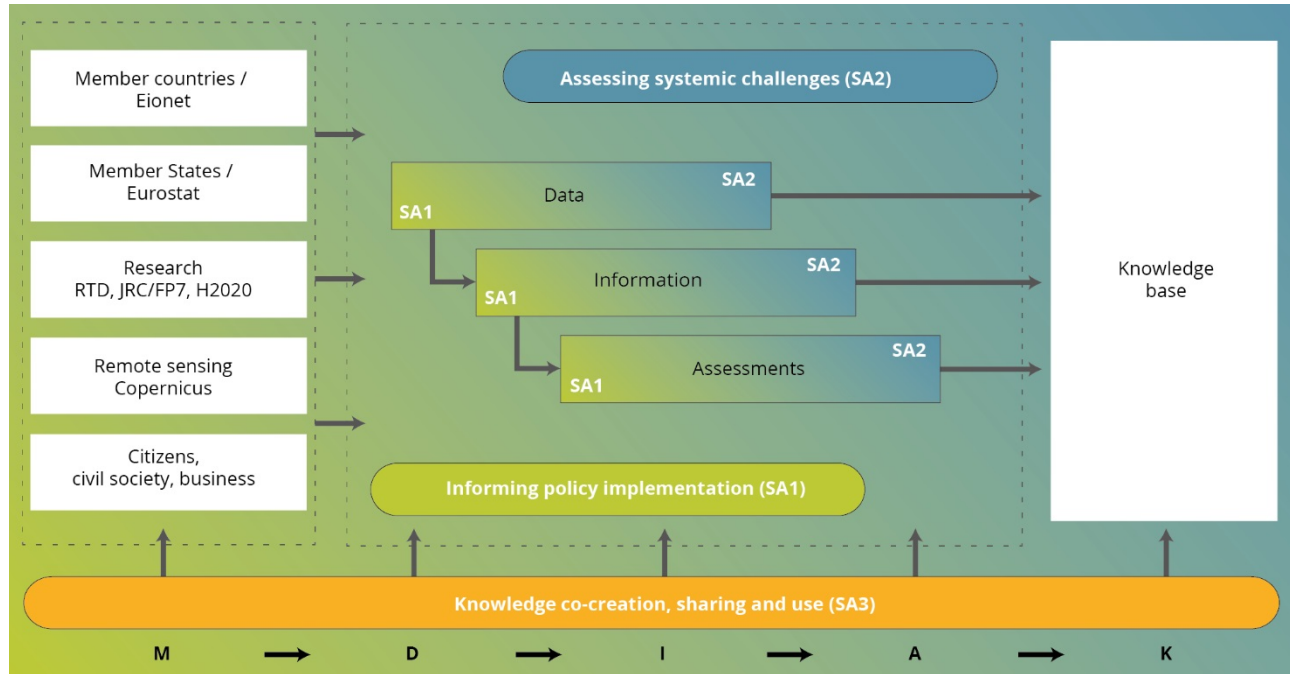 Member countries /
Eionet
Member States /
Eurostat
Research
RTD, JRC/FP7, H2020
Remote sensing
Copernicus
Citizens,
civil society, business
Assessing systemic challenges (SA2)
SA2
Data
SA1
SA2
Information
SA1
SA2
Assessments
SA1
Informing policy implementation (SA1)
Knowledge
base
Knowledge co-creation, sharing and use (SA3)
M D I A K